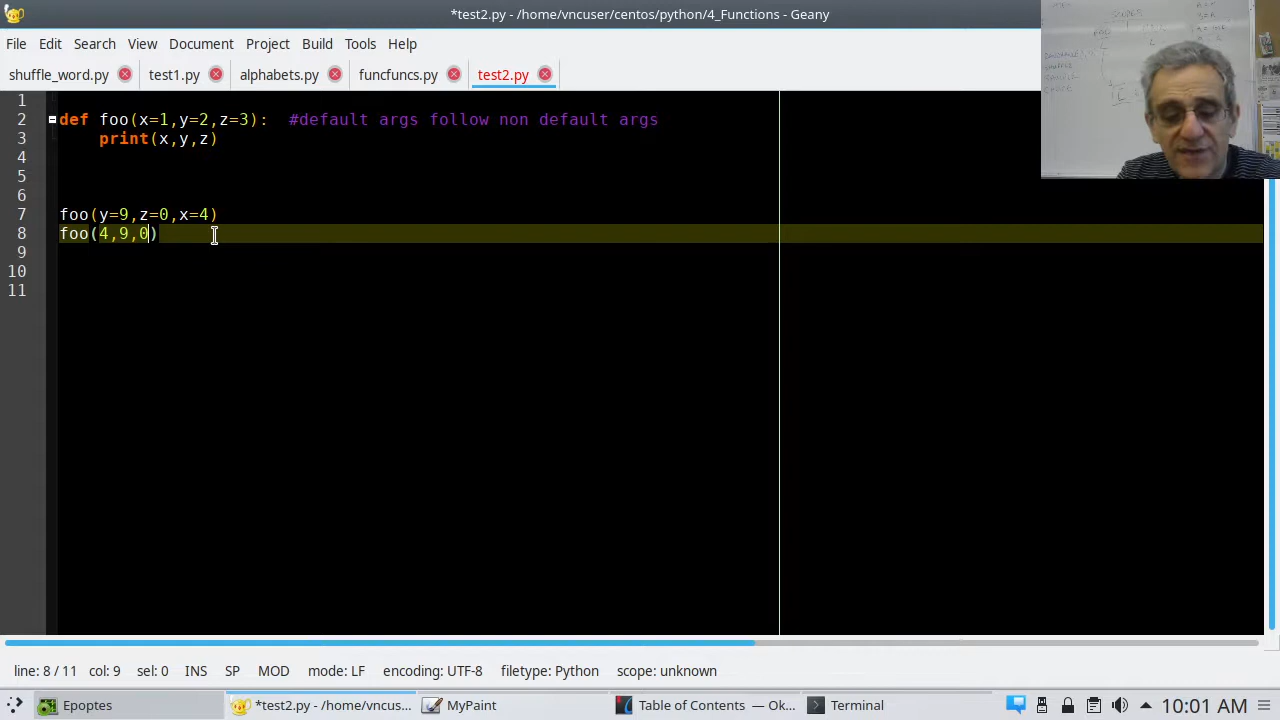 *test2.py - /home/vncuser/centos/python/4_Functions - Geany
File Edit Search View Document Project Build Tools Help
shuffle_word.py test1.py alphabets.py funcfuncs.py test2.py
1
2 def foo(x=1,y=2,z=3):  #default args follow non default args
3     print(x,y,z)
4
5
6
7 foo(y=9,z=0,x=4)
8 foo(4,9,0)
9
10
11
line: 8 / 11 col: 9 sel: 0 INS SP MOD mode: LF encoding: UTF-8 filetype: Python scope: unknown
Epoptes *test2.py - /home/vncus... MyPaint Table of Contents — Ok... Terminal 10:01 AM